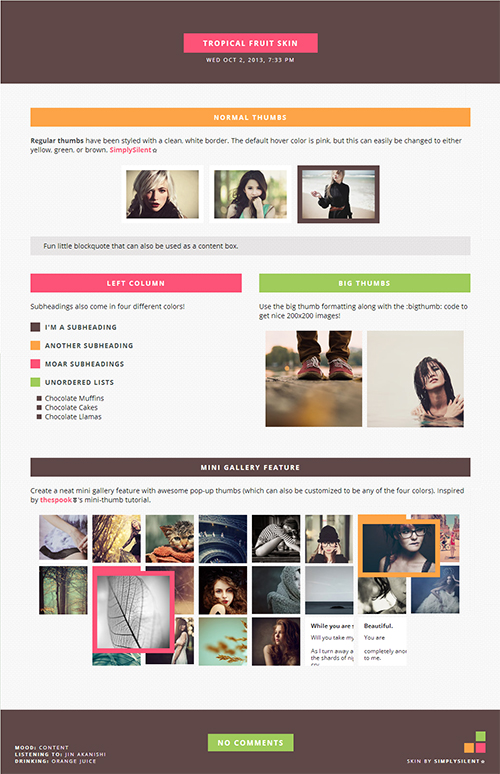 TROPICAL FRUIT SKIN
WED OCT 2, 2013, 7:33 PM
NORMAL THUMBS
Regular thumbs have been styled with a clean, white border. The default hover color is pink, but this can easily be changed to either
yellow, green, or brown. SimplySilent
Fun little blockquote that can also be used as a content box.
LEFT COLUMN
Subheadings also come in four different colors!
I'M A SUBHEADING
ANOTHER SUBHEADING
MOAR SUBHEADINGS
UNORDERED LISTS
Chocolate Muffins
Chocolate Cakes
Chocolate Llamas
BIG THUMBS
Use the big thumb formatting along with the :bigthumb: code to
get nice 200x200 images!
MINI GALLERY FEATURE
Create a neat mini gallery feature with awesome pop-up thumbs (which can also be customized to be any of the four colors). Inspired
by thespook's mini-thumb tutorial.
While you are s
Will you take my
As I turn away a
the shards of nig
Beautiful.
You are
completely anor
to me.
NO COMMENTS
MOOD: CONTENT
LISTENING TO: JIN AKANISHI
DRINKING: ORANGE JUICE
SKIN BY SIMPLYSILENT